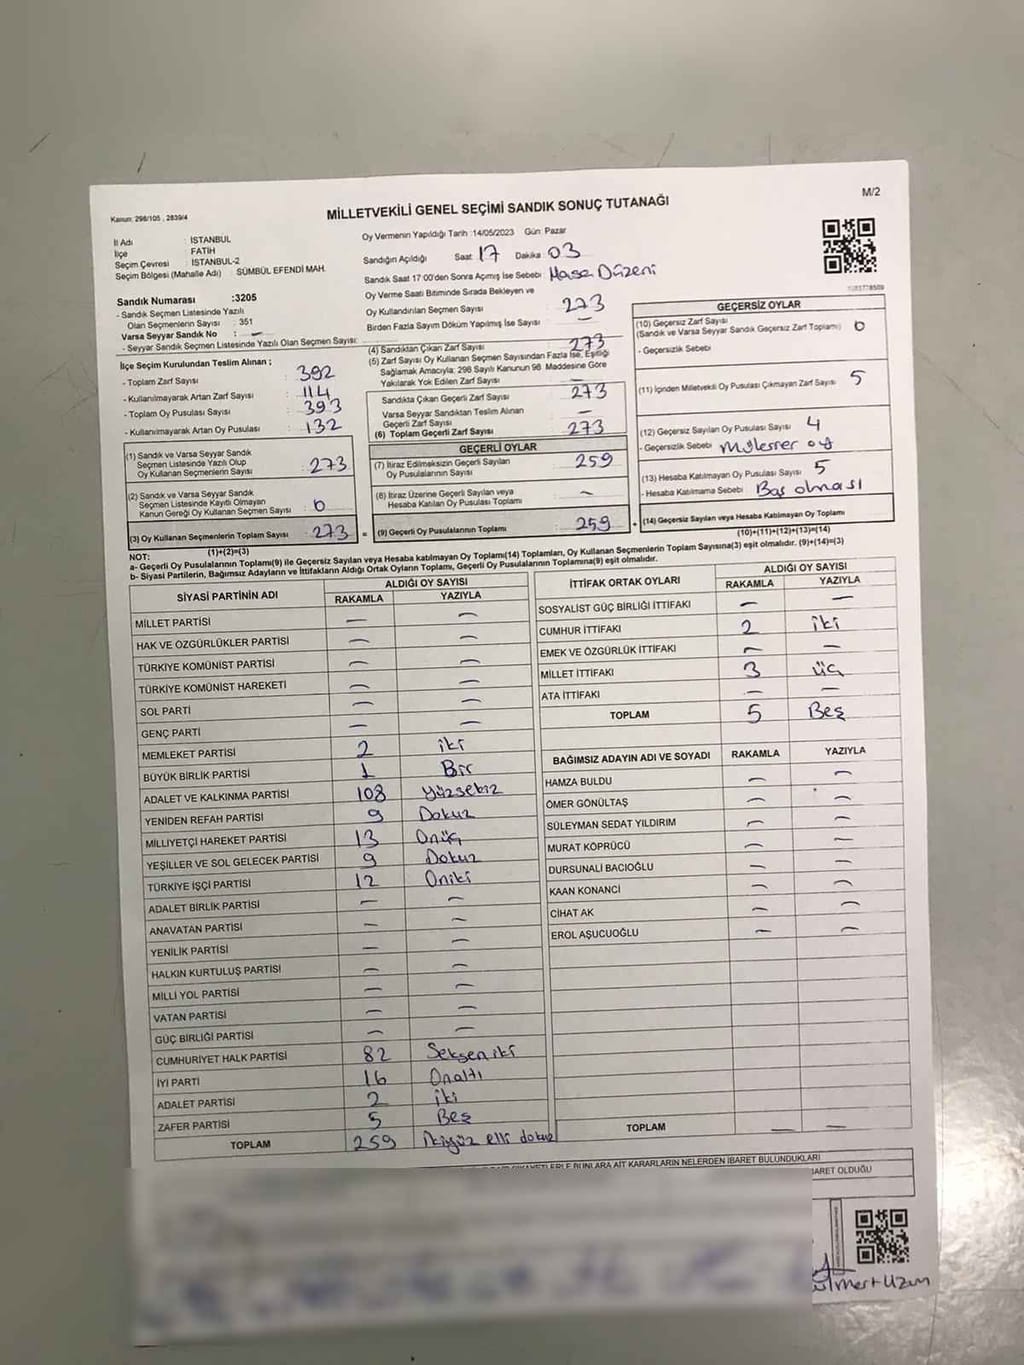 Kanun: 298/105 , 2839/4
M/2
MİLLETVEKİLİ GENEL SEÇİMİ SANDIK SONUÇ TUTANAĞI
İl Adı : İSTANBUL
İlçe : FATİH
Seçim Çevresi : İSTANBUL-2
Seçim Bölgesi (Mahalle Adı) : SÜMBÜL EFENDİ MAH.
Sandık Numarası :3205
- Sandık Seçmen Listesinde Yazılı
Olan Seçmenlerin Sayısı : 351
Varsa Seyyar Sandık No : —
- Seyyar Sandık Seçmen Listesinde Yazılı Olan Seçmen Sayısı:
Oy Vermenin Yapıldığı Tarih :14/05/2023 Gün: Pazar
Sandığın Açıldığı Saat : 17 Dakika : 03
Sandık Saat 17:00'den Sonra Açmış İse Sebebi : Masa Düzeni
Oy Verme Saati Bitiminde Sırada Bekleyen ve
Oy Kullandırılan Seçmen Sayısı : 273
Birden Fazla Sayım Döküm Yapılmış İse Sayısı : —
İlçe Seçim Kurulundan Teslim Alınan ;
- Toplam Zarf Sayısı : 392
- Kullanılmayarak Artan Zarf Sayısı : 114
- Toplam Oy Pusulası Sayısı : 393
- Kullanılmayarak Artan Oy Pusulası : 132
(1) Sandık ve Varsa Seyyar Sandık
Seçmen Listesinde Yazılı Olup
Oy Kullanan Seçmenlerin Sayısı : 273
(2) Sandık ve Varsa Seyyar Sandık
Seçmen Listesinde Kayıtlı Olmayan
Kanun Gereği Oy Kullanan Seçmen Sayısı : 0
(3) Oy Kullanan Seçmenlerin Toplam Sayısı : 273
(1)+(2)=(3)
(4) Sandıktan Çıkan Zarf Sayısı : 273
(5) Zarf Sayısı Oy Kullanan Seçmen Sayısından Fazla İse, Eşitliği
Sağlamak Amacıyla; 298 Sayılı Kanunun 98. Maddesine Göre
Yakılarak Yok Edilen Zarf Sayısı : —
Sandıkta Çıkan Geçerli Zarf Sayısı : 273
Varsa Seyyar Sandıktan Teslim Alınan
Geçerli Zarf Sayısı : —
(6) Toplam Geçerli Zarf Sayısı : 273
GEÇERLİ OYLAR
(7) İtiraz Edilmeksizin Geçerli Sayılan
Oy Pusulalarının Sayısı : 259
(8) İtiraz Üzerine Geçerli Sayılan veya
Hesaba Katılan Oy Pusulası Toplamı : —
= (9) Geçerli Oy Pusulalarının Toplamı : 259
GEÇERSİZ OYLAR
(10) Geçersiz Zarf Sayısı
(Sandık ve Varsa Seyyar Sandık Geçersiz Zarf Toplamı) : 0
- Geçersizlik Sebebi :
(11) İçinden Milletvekili Oy Pusulası Çıkmayan Zarf Sayısı : 5
(12) Geçersiz Sayılan Oy Pusulası Sayısı : 4
- Geçersizlik Sebebi : oy
(13) Hesaba Katılmayan Oy Pusulası Sayısı : 5
- Hesaba Katılmama Sebebi : Boş olması
+ (14) Geçersiz Sayılan veya Hesaba Katılmayan Oy Toplamı
(10)+(11)+(12)+(13)=(14)
NOT:
a- Geçerli Oy Pusulalarının Toplamı(9) ile Geçersiz Sayılan veya Hesaba katılmayan Oy Toplamı(14) Toplamları, Oy Kullanan Seçmenlerin Toplam Sayısına(3) eşit olmalıdır. (9)+(14)=(3)
b- Siyasi Partilerin, Bağımsız Adayların ve İttifakların Aldığı Ortak Oyların Toplamı, Geçerli Oy Pusulalarının Toplamına(9) eşit olmalıdır.
SİYASİ PARTİNİN ADI ALDIĞI OY SAYISI
RAKAMLA YAZIYLA
MİLLET PARTİSİ — —
HAK VE ÖZGÜRLÜKLER PARTİSİ — —
TÜRKİYE KOMÜNİST PARTİSİ — —
TÜRKİYE KOMÜNİST HAREKETİ — —
SOL PARTİ — —
GENÇ PARTİ — —
MEMLEKET PARTİSİ 2 iki
BÜYÜK BİRLİK PARTİSİ 1 Bir
ADALET VE KALKINMA PARTİSİ 108 yüzsekiz
YENİDEN REFAH PARTİSİ 9 Dokuz
MİLLİYETÇİ HAREKET PARTİSİ 13 Onüç
YEŞİLLER VE SOL GELECEK PARTİSİ 9 Dokuz
TÜRKİYE İŞÇİ PARTİSİ 12 Oniki
ADALET BİRLİK PARTİSİ — —
ANAVATAN PARTİSİ — —
YENİLİK PARTİSİ — —
HALKIN KURTULUŞ PARTİSİ — —
MİLLİ YOL PARTİSİ — —
VATAN PARTİSİ — —
GÜÇ BİRLİĞİ PARTİSİ — —
CUMHURİYET HALK PARTİSİ 82 Seksen iki
İYİ PARTİ 16 Onaltı
ADALET PARTİSİ 2 iki
ZAFER PARTİSİ 5 Beş
TOPLAM 259 ikiyüz elli dokuz
İTTİFAK ORTAK OYLARI ALDIĞI OY SAYISI
RAKAMLA YAZIYLA
SOSYALİST GÜÇ BİRLİĞİ İTTİFAKI — —
CUMHUR İTTİFAKI 2 iki
EMEK VE ÖZGÜRLÜK İTTİFAKI — —
MİLLET İTTİFAKI 3 üç
ATA İTTİFAKI — —
TOPLAM 5 Beş
BAĞIMSIZ ADAYIN ADI VE SOYADI RAKAMLA YAZIYLA
HAMZA BULDU — —
ÖMER GÖNÜLTAŞ — —
SÜLEYMAN SEDAT YILDIRIM — —
MURAT KÖPRÜCÜ — —
DURSUNALİ BACIOĞLU — —
KAAN KONANCI — —
CİHAT AK — —
EROL AŞUCUOĞLU — —
TOPLAM — —
BUNLARA AİT KARARLARIN NELERDEN İBARET BULUNDUKLARI
OLDUĞU
Uzun